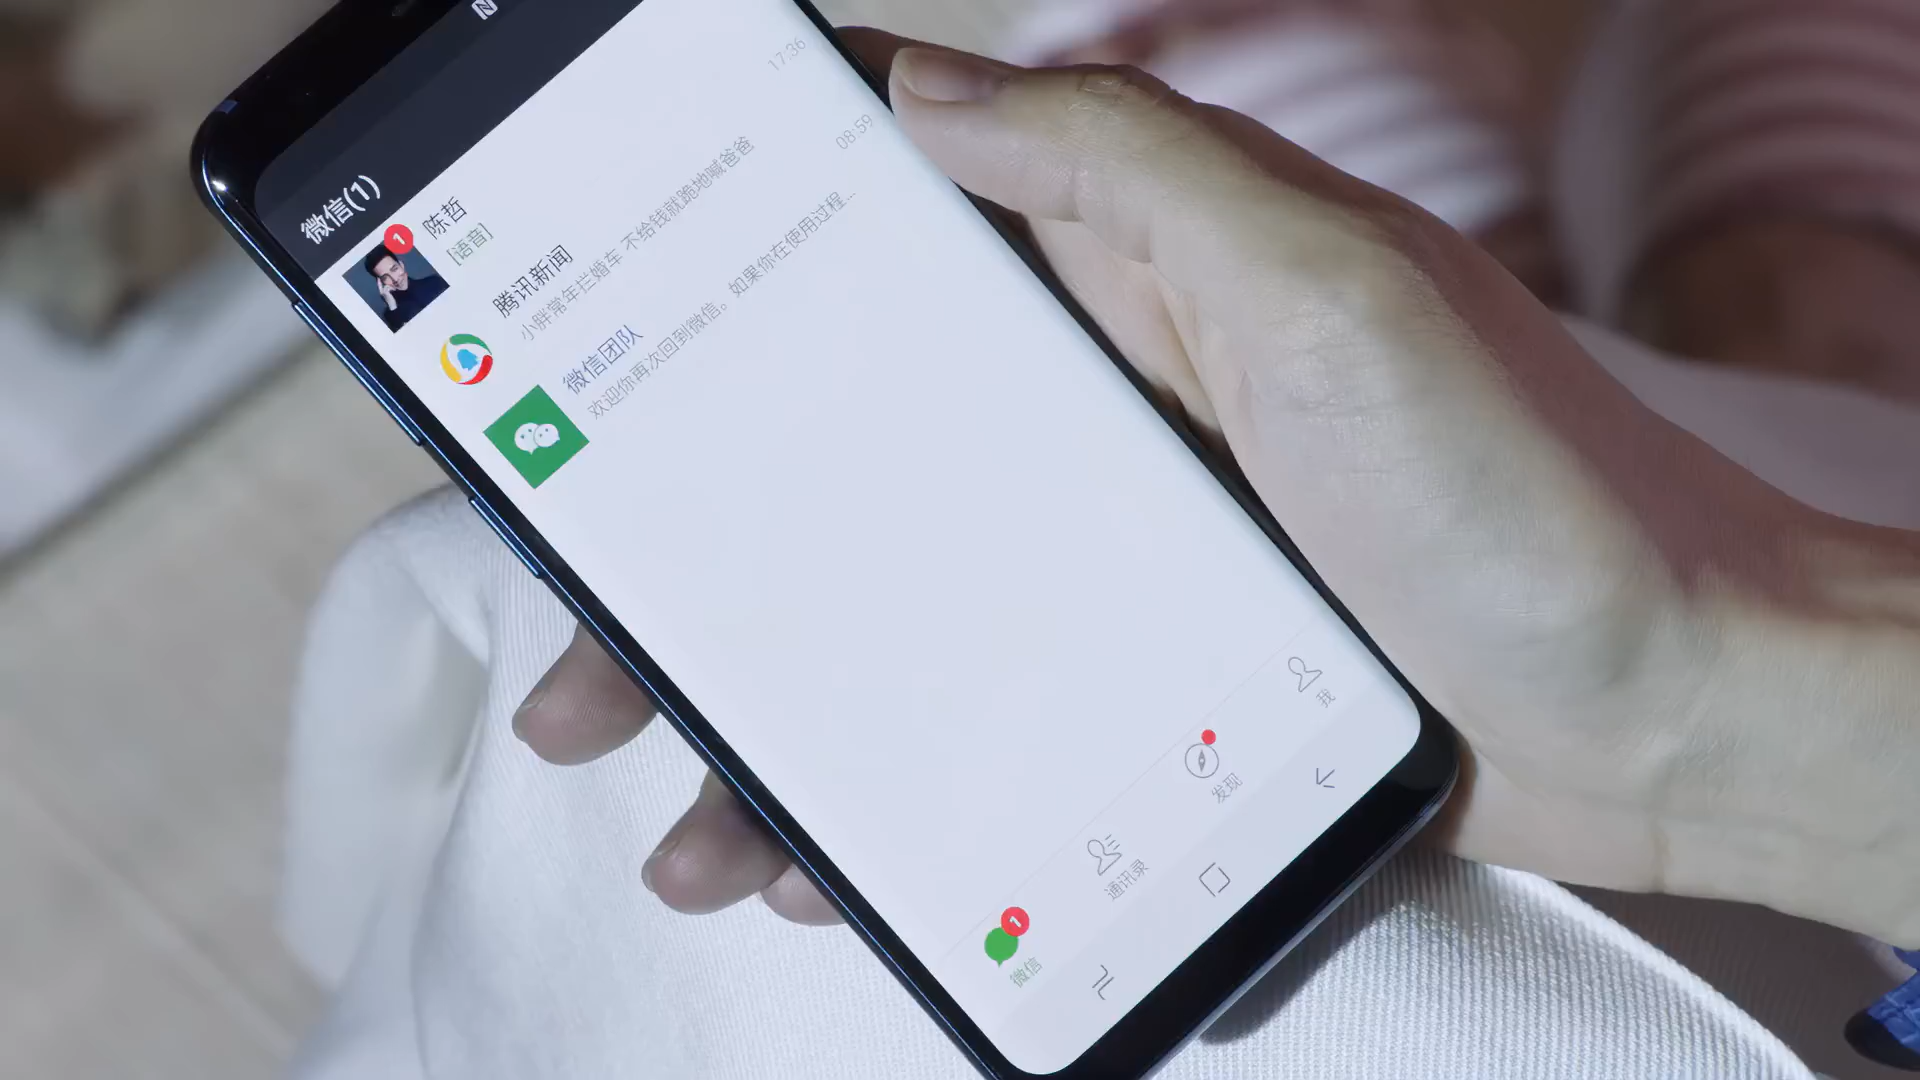 微信(1)
陈哲
1
[语音]
17:36
腾讯新闻
小胖常年拦婚车 不给钱就跪地喊爸爸
08:59
微信团队
欢迎你再次回到微信。如果你在使用过程...
1
微信
通讯录
发现
我